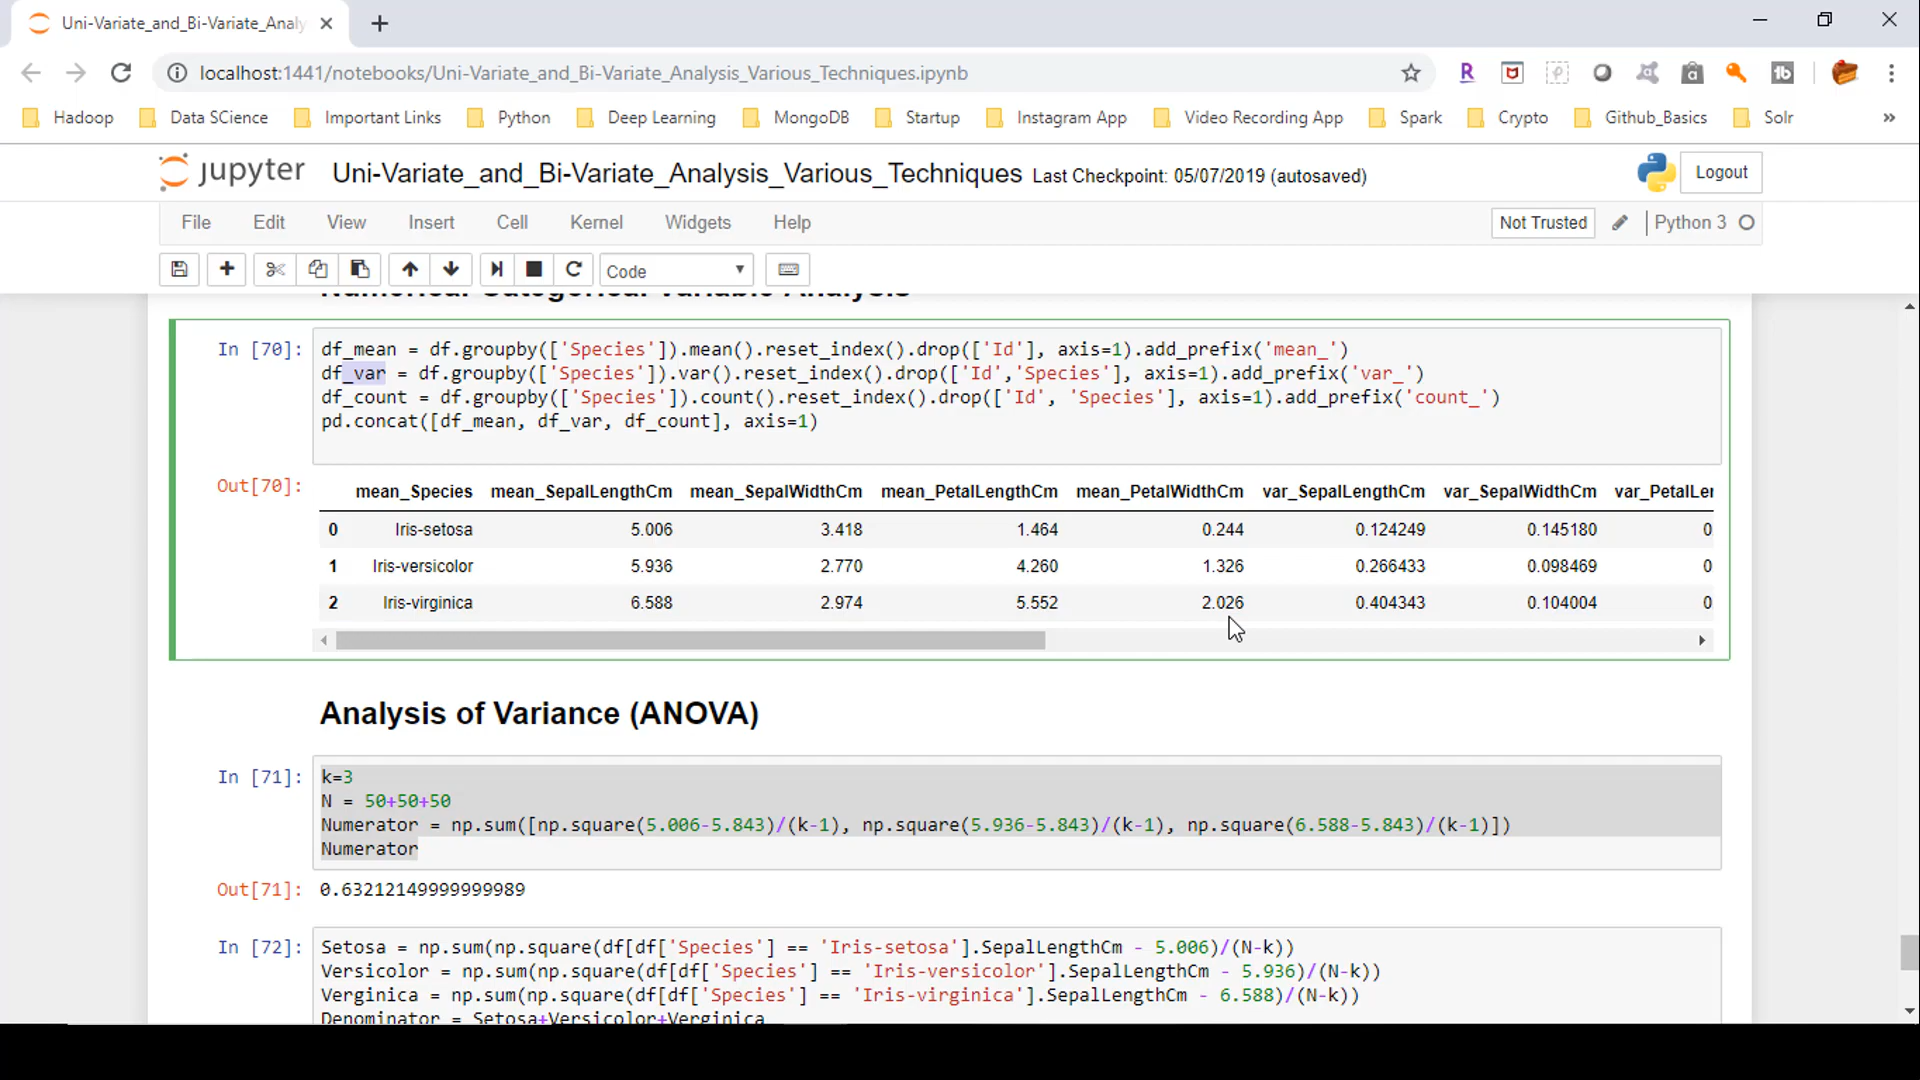 Uni-Variate_and_Bi-Variate_Analy
localhost:1441/notebooks/Uni-Variate_and_Bi-Variate_Analysis_Various_Techniques.ipynb
Hadoop Data SCience Important Links Python Deep Learning MongoDB Startup Instagram App Video Recording App Spark Crypto Github_Basics Solr »
jupyter Uni-Variate_and_Bi-Variate_Analysis_Various_Techniques Last Checkpoint: 05/07/2019 (autosaved) Logout
File Edit View Insert Cell Kernel Widgets Help Not Trusted Python 3
Code
Numerical Categorical Variable Analysis
In [70]: df_mean = df.groupby(['Species']).mean().reset_index().drop(['Id'], axis=1).add_prefix('mean_')
df_var = df.groupby(['Species']).var().reset_index().drop(['Id','Species'], axis=1).add_prefix('var_')
df_count = df.groupby(['Species']).count().reset_index().drop(['Id', 'Species'], axis=1).add_prefix('count_')
pd.concat([df_mean, df_var, df_count], axis=1)
Out[70]:
mean_Species mean_SepalLengthCm mean_SepalWidthCm mean_PetalLengthCm mean_PetalWidthCm var_SepalLengthCm var_SepalWidthCm var_PetalLer
0 Iris-setosa 5.006 3.418 1.464 0.244 0.124249 0.145180 0
1 Iris-versicolor 5.936 2.770 4.260 1.326 0.266433 0.098469 0
2 Iris-virginica 6.588 2.974 5.552 2.026 0.404343 0.104004 0
Analysis of Variance (ANOVA)
In [71]: k=3
N = 50+50+50
Numerator = np.sum([np.square(5.006-5.843)/(k-1), np.square(5.936-5.843)/(k-1), np.square(6.588-5.843)/(k-1)])
Numerator
Out[71]: 0.63212149999999989
In [72]: Setosa = np.sum(np.square(df[df['Species'] == 'Iris-setosa'].SepalLengthCm - 5.006)/(N-k))
Versicolor = np.sum(np.square(df[df['Species'] == 'Iris-versicolor'].SepalLengthCm - 5.936)/(N-k))
Verginica = np.sum(np.square(df[df['Species'] == 'Iris-virginica'].SepalLengthCm - 6.588)/(N-k))
Denominator = Setosa+Versicolor+Verginica